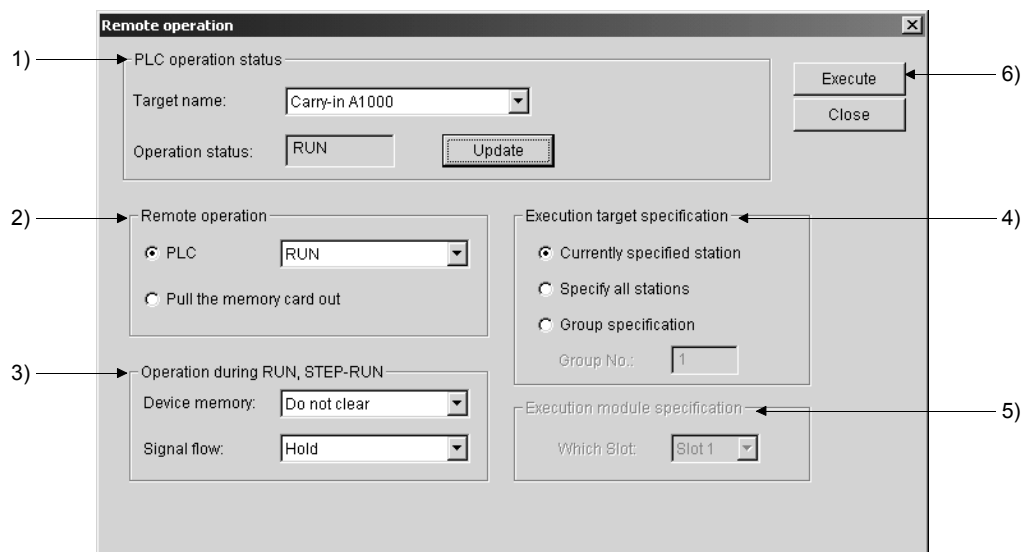 Remote operation
1)
PLC operation status
Target name: Carry-in A1000
Operation status: RUN Update
Execute
6)
Close
2)
Remote operation
PLC RUN
Pull the memory card out
Execution target specification
4)
Currently specified station
Specify all stations
Group specification
Group No.: 1
3)
Operation during RUN, STEP-RUN
Device memory: Do not clear
Signal flow: Hold
Execution module specification
5)
Which Slot: Slot 1